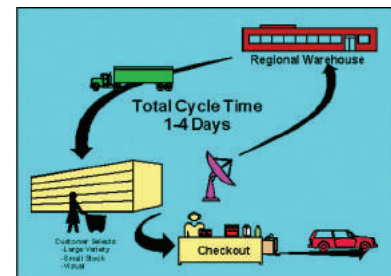 Regional Warehouse
Total Cycle Time
1-4 Days
Customer Selects
-Large Variety
-Small Stock
-Visual
Checkout